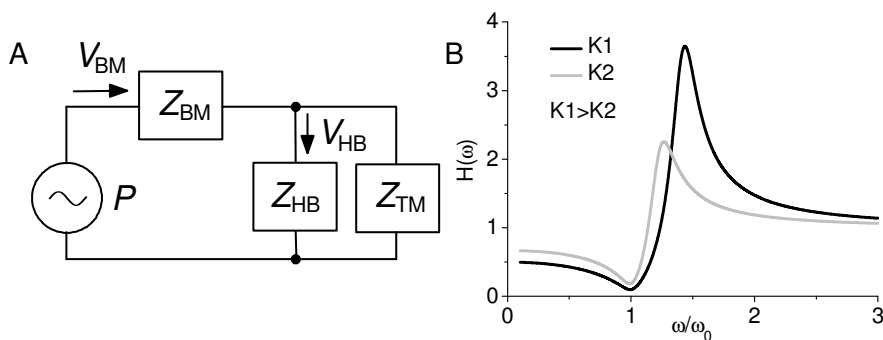 A
V_BM
Z_BM
V_HB
P
Z_HB
Z_TM
B
K1
K2
K1>K2
H(ω)
4
3
2
1
0
0
1
2
3
ω/ω_0